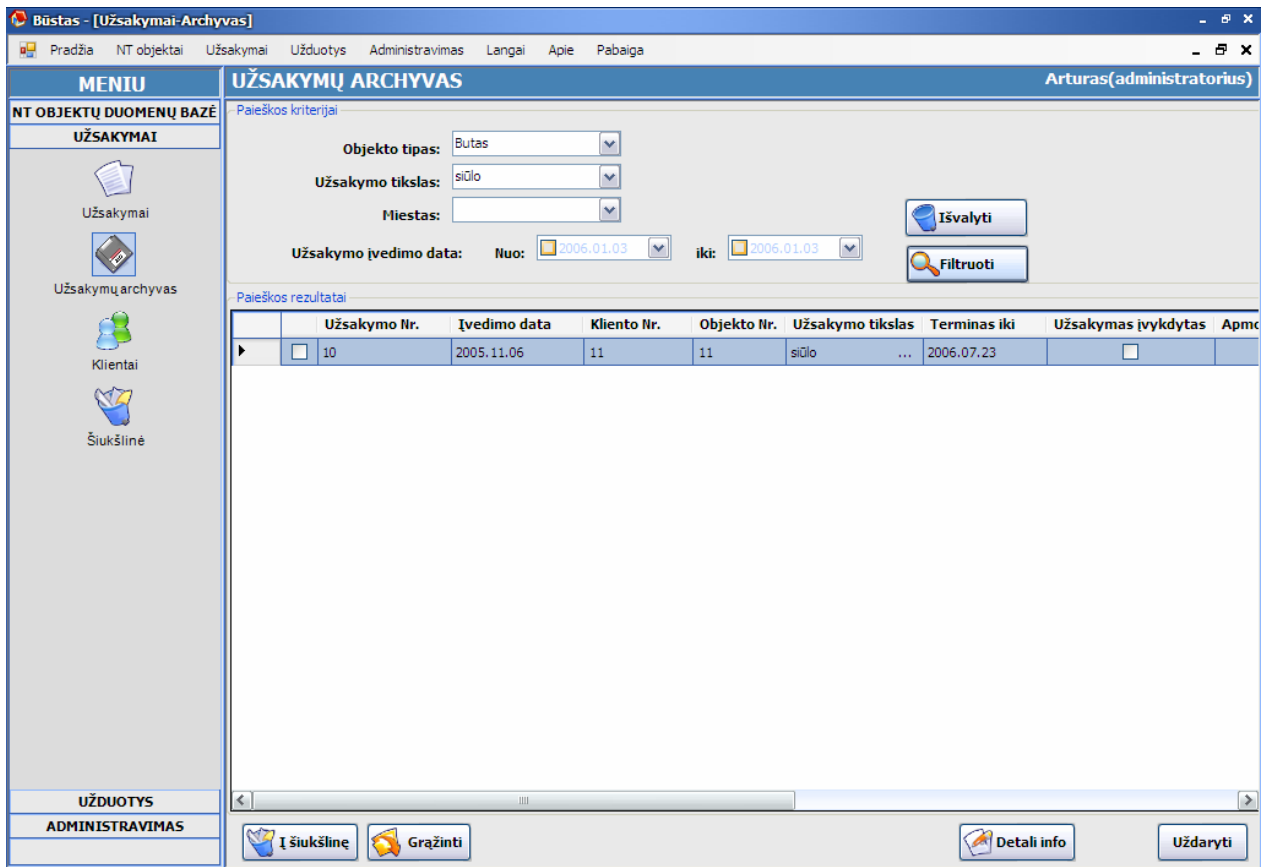 Būstas - [Užsakymai-Archyvas]
Pradžia NT objektai Užsakymai Užduotys Administravimas Langai Apie Pabaiga
MENIU
NT OBJEKTŲ DUOMENŲ BAZĖ
UŽSAKYMAI
Užsakymai
Užsakymų archyvas
Klientai
Šiukšlinė
UŽDUOTYS
ADMINISTRAVIMAS
UŽSAKYMŲ ARCHYVAS Arturas(administratorius)
Paieškos kriterijai
Objekto tipas: Butas
Užsakymo tikslas: siūlo
Miestas:
Užsakymo įvedimo data: Nuo: 2006.01.03 iki: 2006.01.03
Išvalyti
Filtruoti
Paieškos rezultatai
Užsakymo Nr. Įvedimo data Kliento Nr. Objekto Nr. Užsakymo tikslas Terminas iki Užsakymas įvykdytas Apmo
10 2005.11.06 11 11 siūlo ... 2006.07.23
Į šiukšlinę Grąžinti Detali info Uždaryti